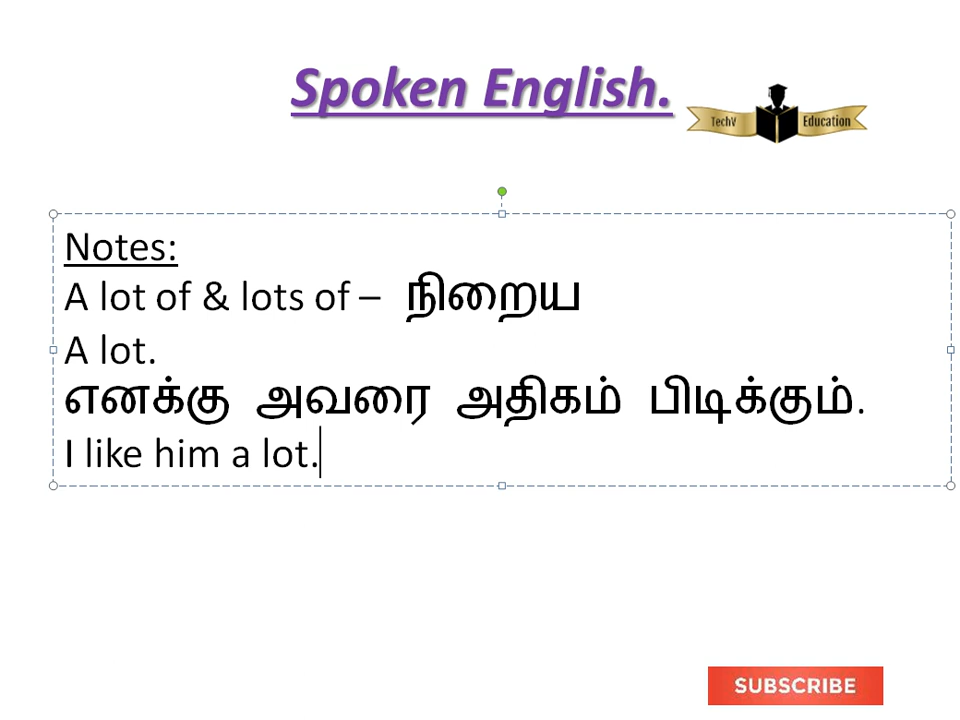 Spoken English.
TechV Education
Notes:
A lot of & lots of – நிறைய
A lot.
எனக்கு அவரை அதிகம் பிடிக்கும்.
I like him a lot.
SUBSCRIBE